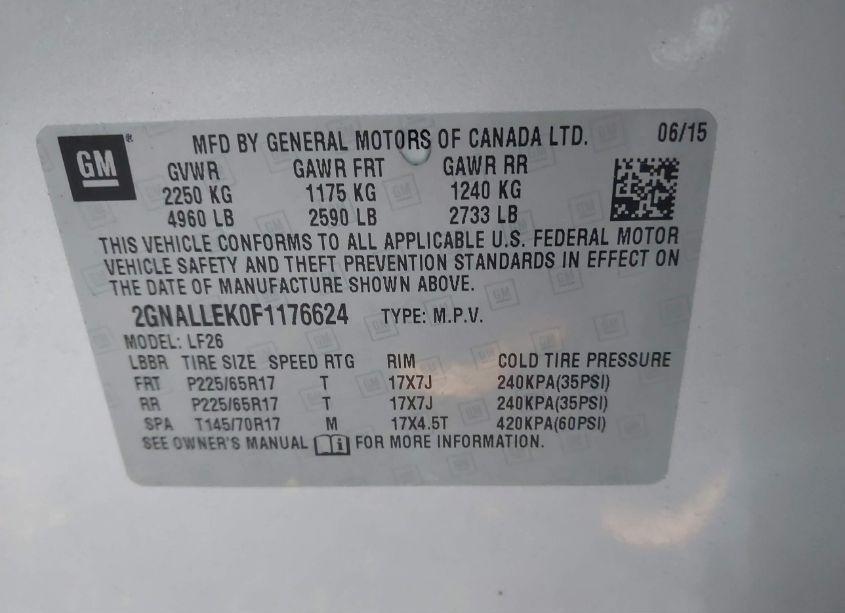 GM ® MFD BY GENERAL MOTORS OF CANADA LTD. 06/15
GVWR GAWR FRT GAWR RR
2250 KG 1175 KG 1240 KG
4960 LB 2590 LB 2733 LB
THIS VEHICLE CONFORMS TO ALL APPLICABLE U.S. FEDERAL MOTOR
VEHICLE SAFETY AND THEFT PREVENTION STANDARDS IN EFFECT ON
THE DATE OF MANUFACTURE SHOWN ABOVE.
2GNALLEK0F1176624 TYPE: M.P.V.
MODEL: LF26
LBBR TIRE SIZE SPEED RTG RIM COLD TIRE PRESSURE
FRT P225/65R17 T 17X7J 240KPA(35PSI)
RR P225/65R17 T 17X7J 240KPA(35PSI)
SPA T145/70R17 M 17X4.5T 420KPA(60PSI)
SEE OWNER'S MANUAL FOR MORE INFORMATION.